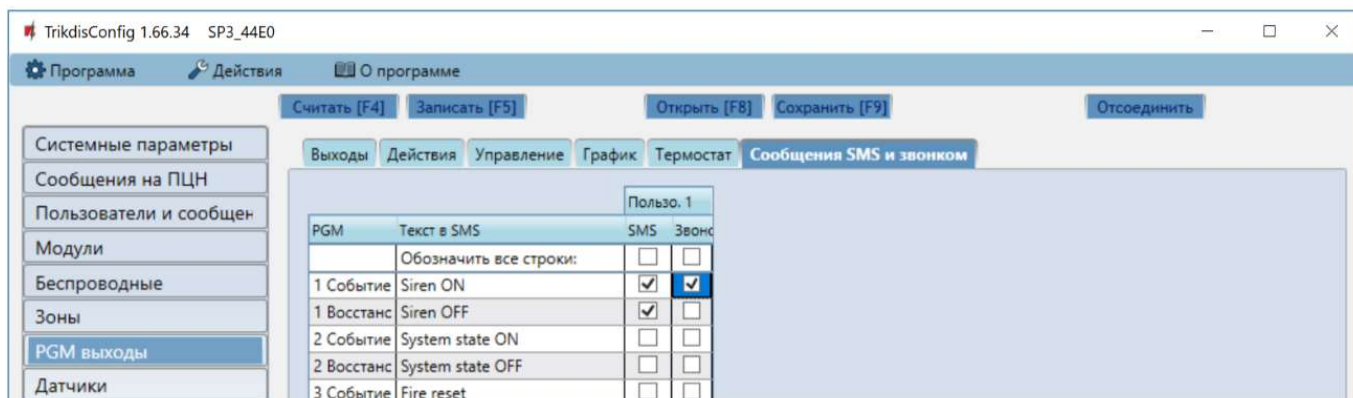 TrikdisConfig 1.66.34 SP3_44E0
Программа Действия О программе
Считать [F4] Записать [F5] Открыть [F8] Сохранить [F9] Отсоединить
Системные параметры
Сообщения на ПЦН
Пользователи и сообщен
Модули
Беспроводные
Зоны
PGM выходы
Датчики
Выходы Действия Управление График Термостат Сообщения SMS и звонком
Пользо. 1
PGM Текст в SMS SMS Звонс
Обозначить все строки:
1 Событие Siren ON
1 Восстанс Siren OFF
2 Событие System state ON
2 Восстанс System state OFF
3 Событие Fire reset